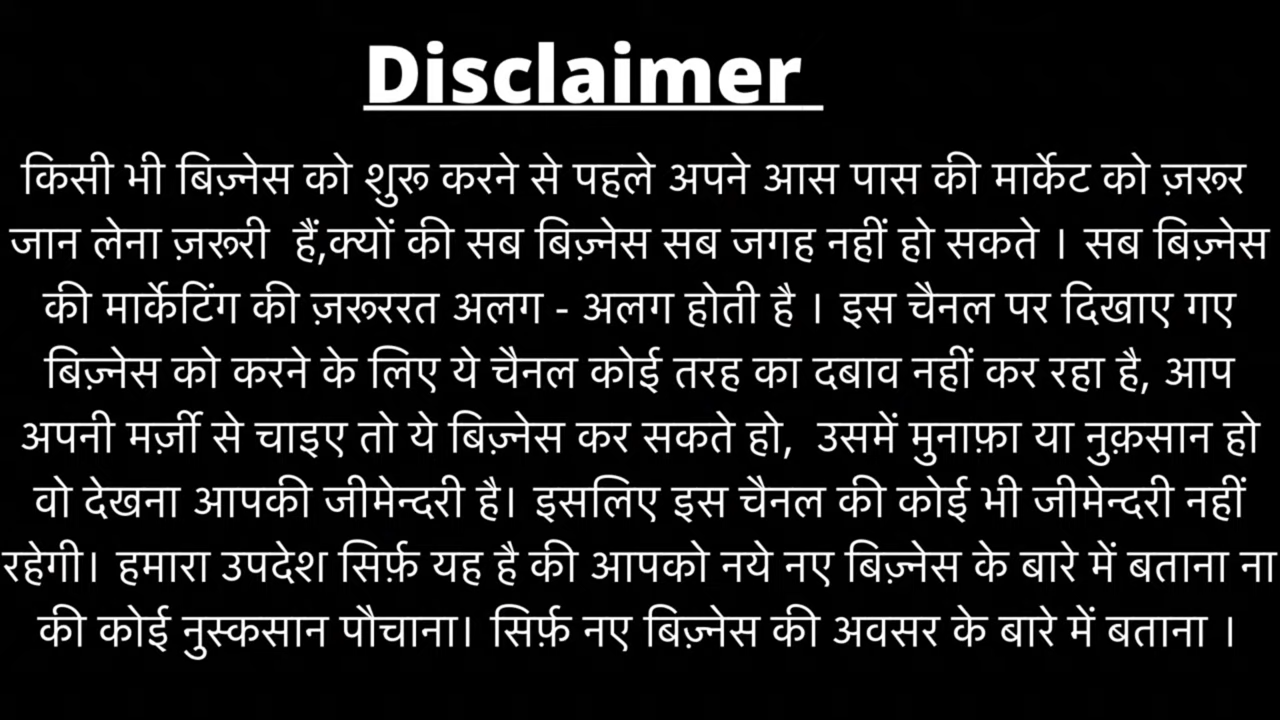 Disclaimer
किसी भी बिज़्नेस को शुरू करने से पहले अपने आस पास की मार्केट को ज़रूर
जान लेना ज़रूरी हैं,क्यों की सब बिज़्नेस सब जगह नहीं हो सकते । सब बिज़्नेस
की मार्केटिंग की ज़रूररत अलग - अलग होती है । इस चैनल पर दिखाए गए
बिज़्नेस को करने के लिए ये चैनल कोई तरह का दबाव नहीं कर रहा है, आप
अपनी मर्ज़ी से चाइए तो ये बिज़्नेस कर सकते हो, उसमें मुनाफ़ा या नुक़सान हो
वो देखना आपकी जीमेन्दरी है। इसलिए इस चैनल की कोई भी जीमेन्दरी नहीं
रहेगी। हमारा उपदेश सिर्फ़ यह है की आपको नये नए बिज़्नेस के बारे में बताना ना
की कोई नुस्कसान पौचाना। सिर्फ़ नए बिज़्नेस की अवसर के बारे में बताना ।